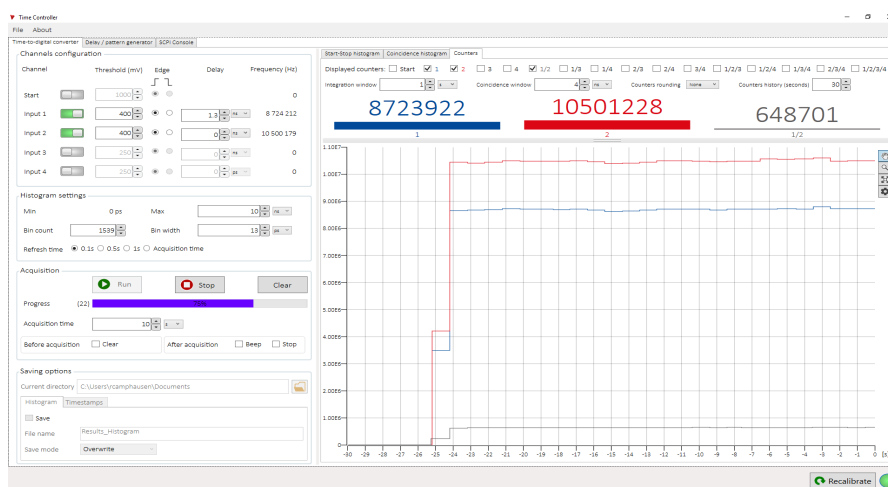 Time Controller
File About
Time-to-digital converter Delay / pattern generator SCPI Console
Channels configuration
Channel Threshold (mV) Edge Delay Frequency (Hz)
Start 1000 0
Input 1 400 1.3 ns 8 724 212
Input 2 400 0 ns 10 500 179
Input 3 250 0 ns 0
Input 4 250 0 ps 0
Histogram settings
Min 0 ps Max 10 ns
Bin count 1539 Bin width 13 ps
Refresh time 0.1s 0.5s 1s Acquisition time
Acquisition
Run Stop Clear
Progress (22) 75%
Acquisition time 10 s
Before acquisition Clear After acquisition Beep Stop
Saving options
Current directory C:\Users\rcamphausen\Documents
Histogram Timestamps
Save
File name Results_Histogram
Save mode Overwrite
Start-Stop histogram Coincidence histogram Counters
Displayed counters: Start 1 2 3 4 1/2 1/3 1/4 2/3 2/4 3/4 1/2/3 1/2/4 1/3/4 2/3/4 1/2/3/4
Integration window 1 s Coincidence window 4 ns Counters rounding None Counters history (seconds) 30
8723922 10501228 648701
1 2 1/2
1.10E7
9.00E6
8.00E6
7.00E6
6.00E6
5.00E6
4.00E6
3.00E6
2.00E6
1.00E6
0
-30 -29 -28 -27 -26 -25 -24 -23 -22 -21 -20 -19 -18 -17 -16 -15 -14 -13 -12 -11 -10 -9 -8 -7 -6 -5 -4 -3 -2 -1 0 [s]
Recalibrate